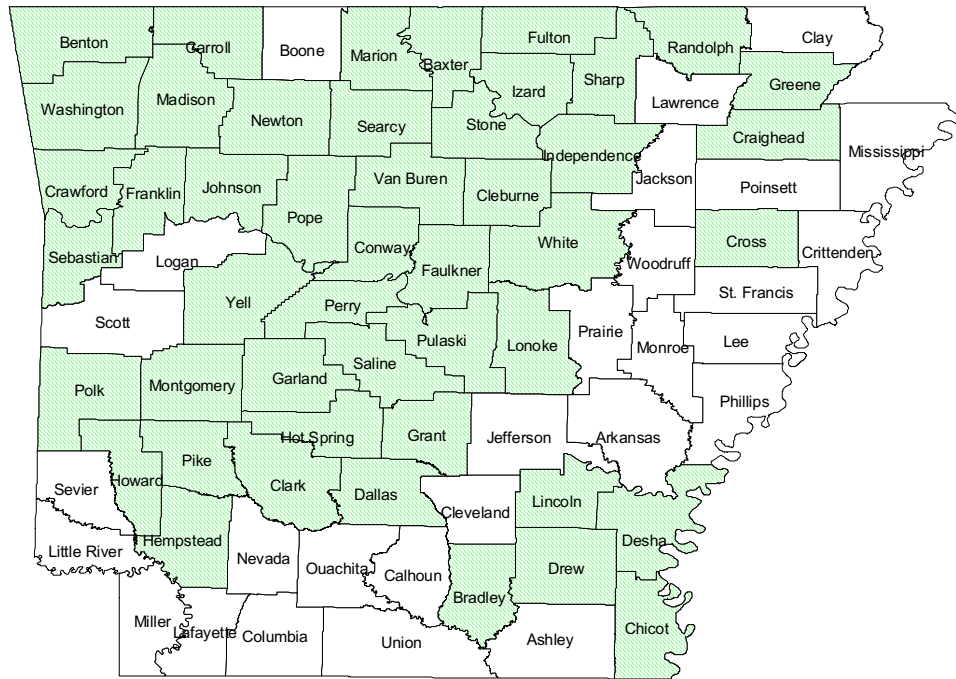 Benton
Carroll
Boone
Marion
Baxter
Fulton
Randolph
Clay
Washington
Madison
Newton
Searcy
Stone
Izard
Sharp
Lawrence
Greene
Craighead
Mississippi
Independence
Jackson
Poinsett
Crawford
Franklin
Johnson
Pope
Van Buren
Cleburne
White
Woodruff
Cross
Crittenden
Sebastian
Logan
Conway
Faulkner
Yell
Perry
Scott
Pulaski
Lonoke
Prairie
Monroe
St. Francis
Lee
Phillips
Polk
Montgomery
Garland
Saline
Hot Spring
Grant
Jefferson
Arkansas
Sevier
Howard
Pike
Clark
Dallas
Cleveland
Lincoln
Desha
Little River
Hempstead
Nevada
Ouachita
Calhoun
Bradley
Drew
Chicot
Miller
Lafayette
Columbia
Union
Ashley